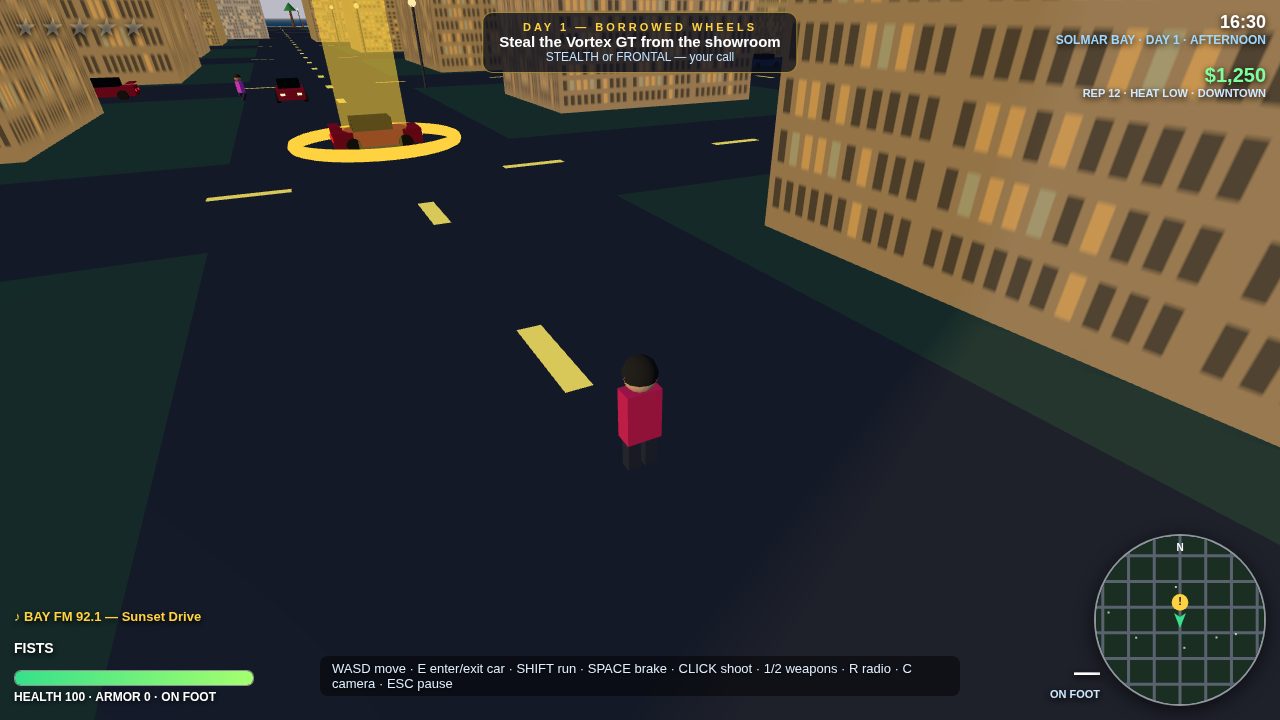 DAY 1 — BORROWED WHEELS
Steal the Vortex GT from the showroom
STEALTH or FRONTAL — your call
16:30
SOLMAR BAY · DAY 1 · AFTERNOON
$1,250
REP 12 · HEAT LOW · DOWNTOWN
N
!
♪ BAY FM 92.1 — Sunset Drive
FISTS
HEALTH 100 · ARMOR 0 · ON FOOT
WASD move · E enter/exit car · SHIFT run · SPACE brake · CLICK shoot · 1/2 weapons · R radio · C
camera · ESC pause
—
ON FOOT